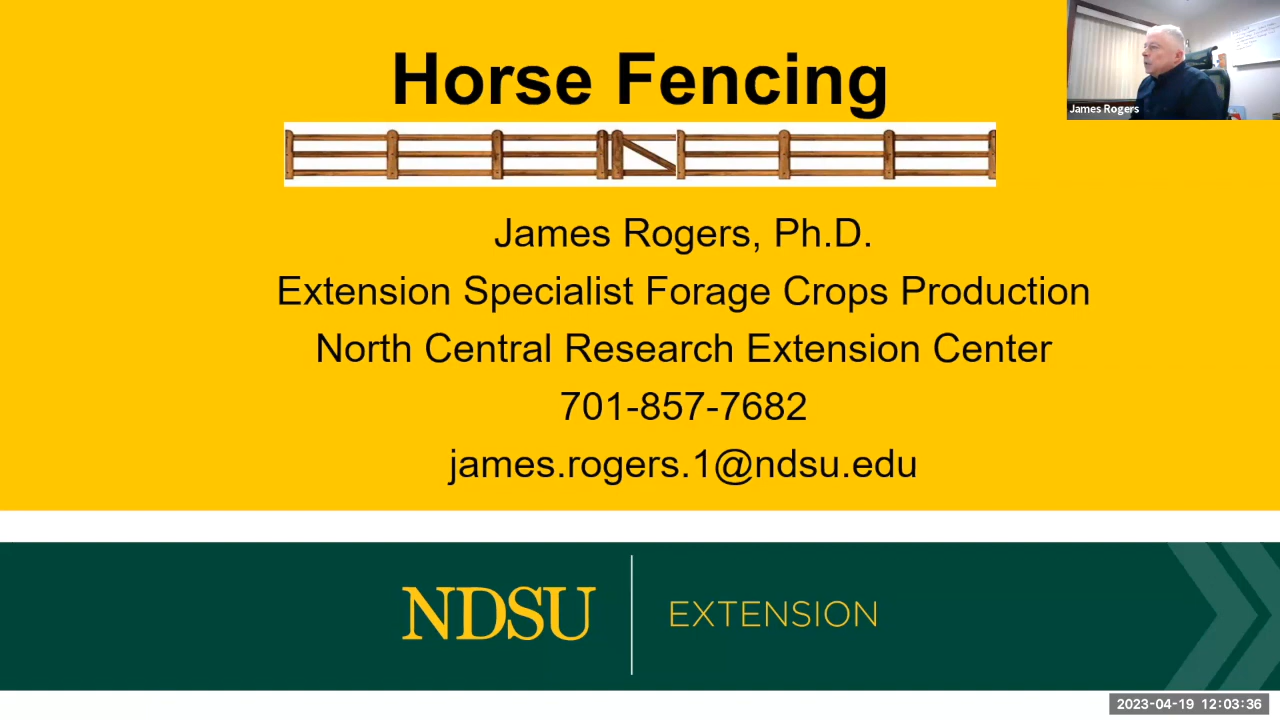 Horse Fencing
James Rogers
James Rogers, Ph.D.
Extension Specialist Forage Crops Production
North Central Research Extension Center
701-857-7682
james.rogers.1@ndsu.edu
NDSU
EXTENSION
2023-04-19 12:03:36